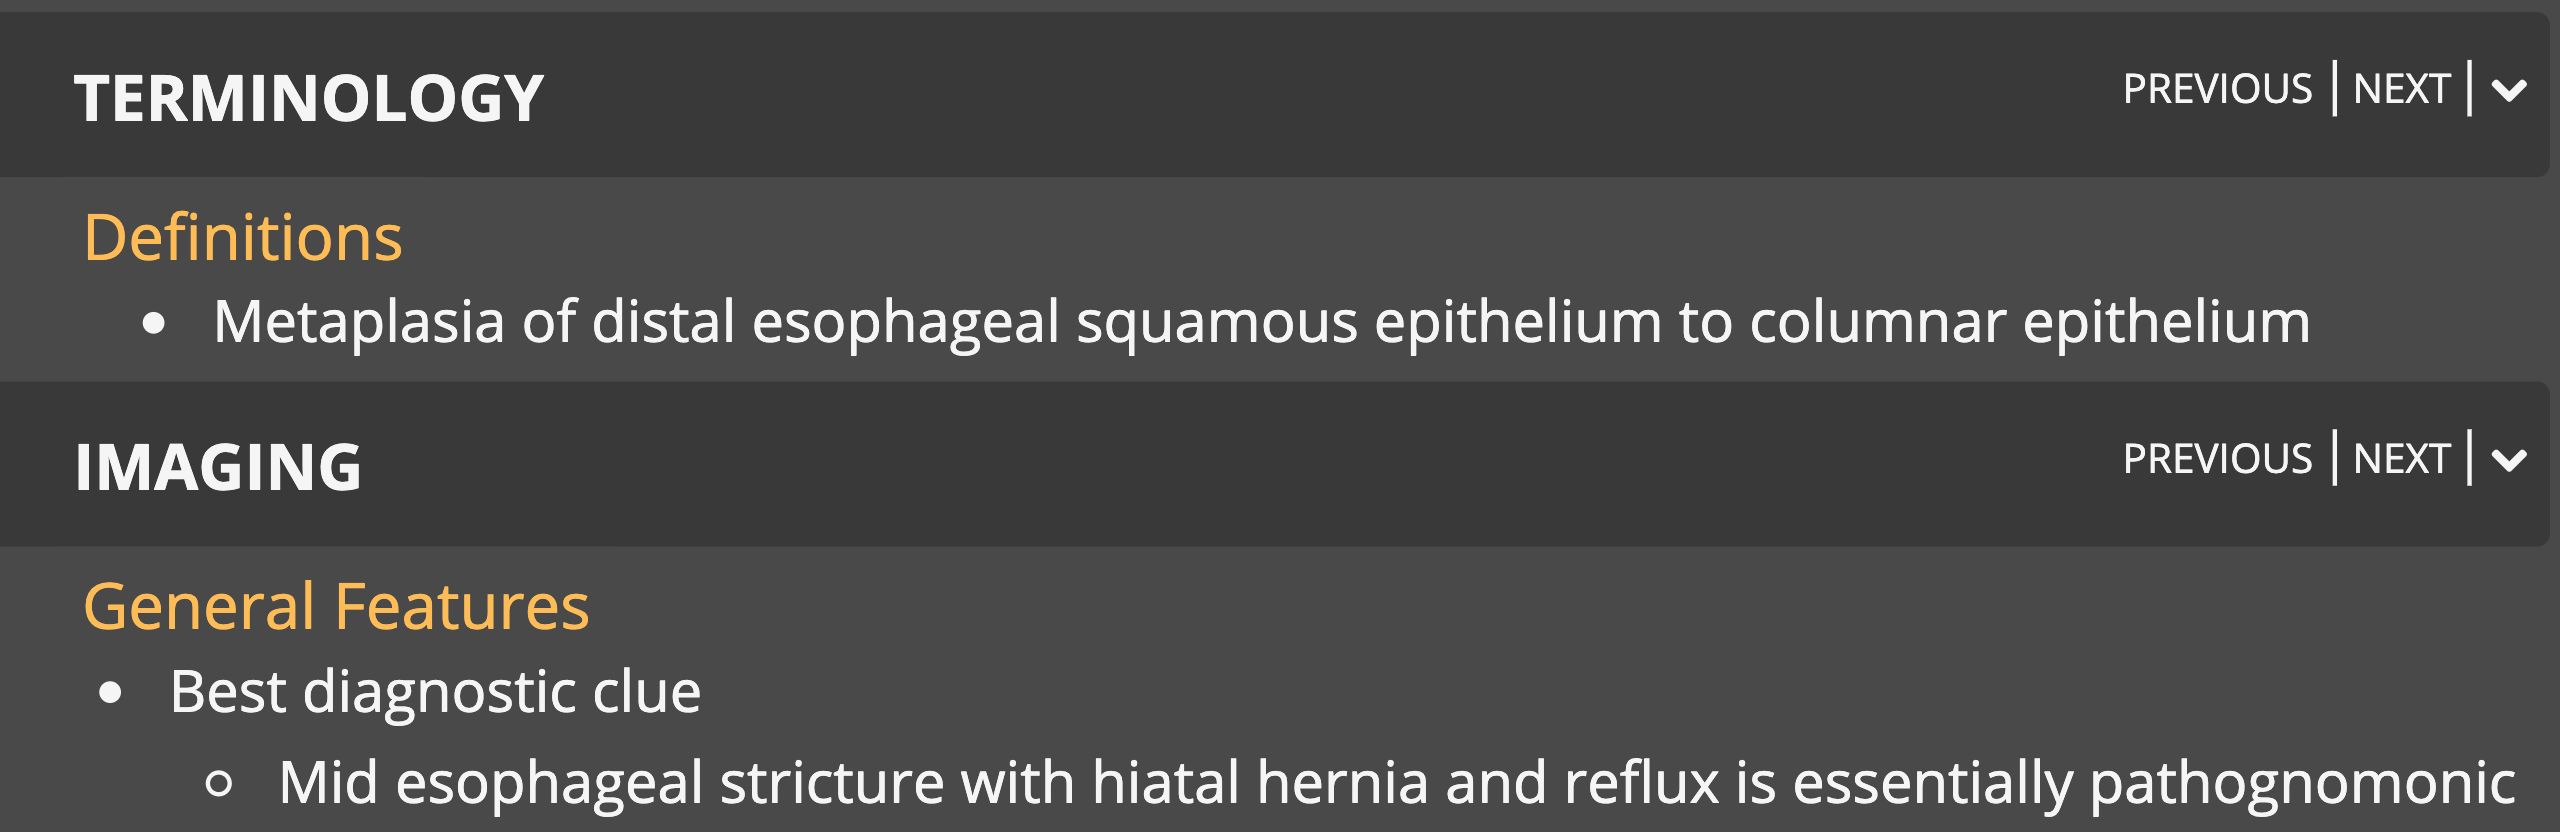 TERMINOLOGY PREVIOUS | NEXT |
Definitions
• Metaplasia of distal esophageal squamous epithelium to columnar epithelium
IMAGING PREVIOUS | NEXT |
General Features
• Best diagnostic clue
○ Mid esophageal stricture with hiatal hernia and reflux is essentially pathognomonic